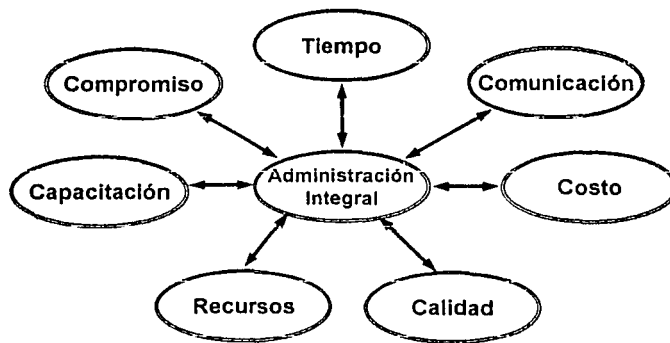 Tiempo
Compromiso
Comunicación
Administración
Integral
Capacitación
Costo
Recursos
Calidad